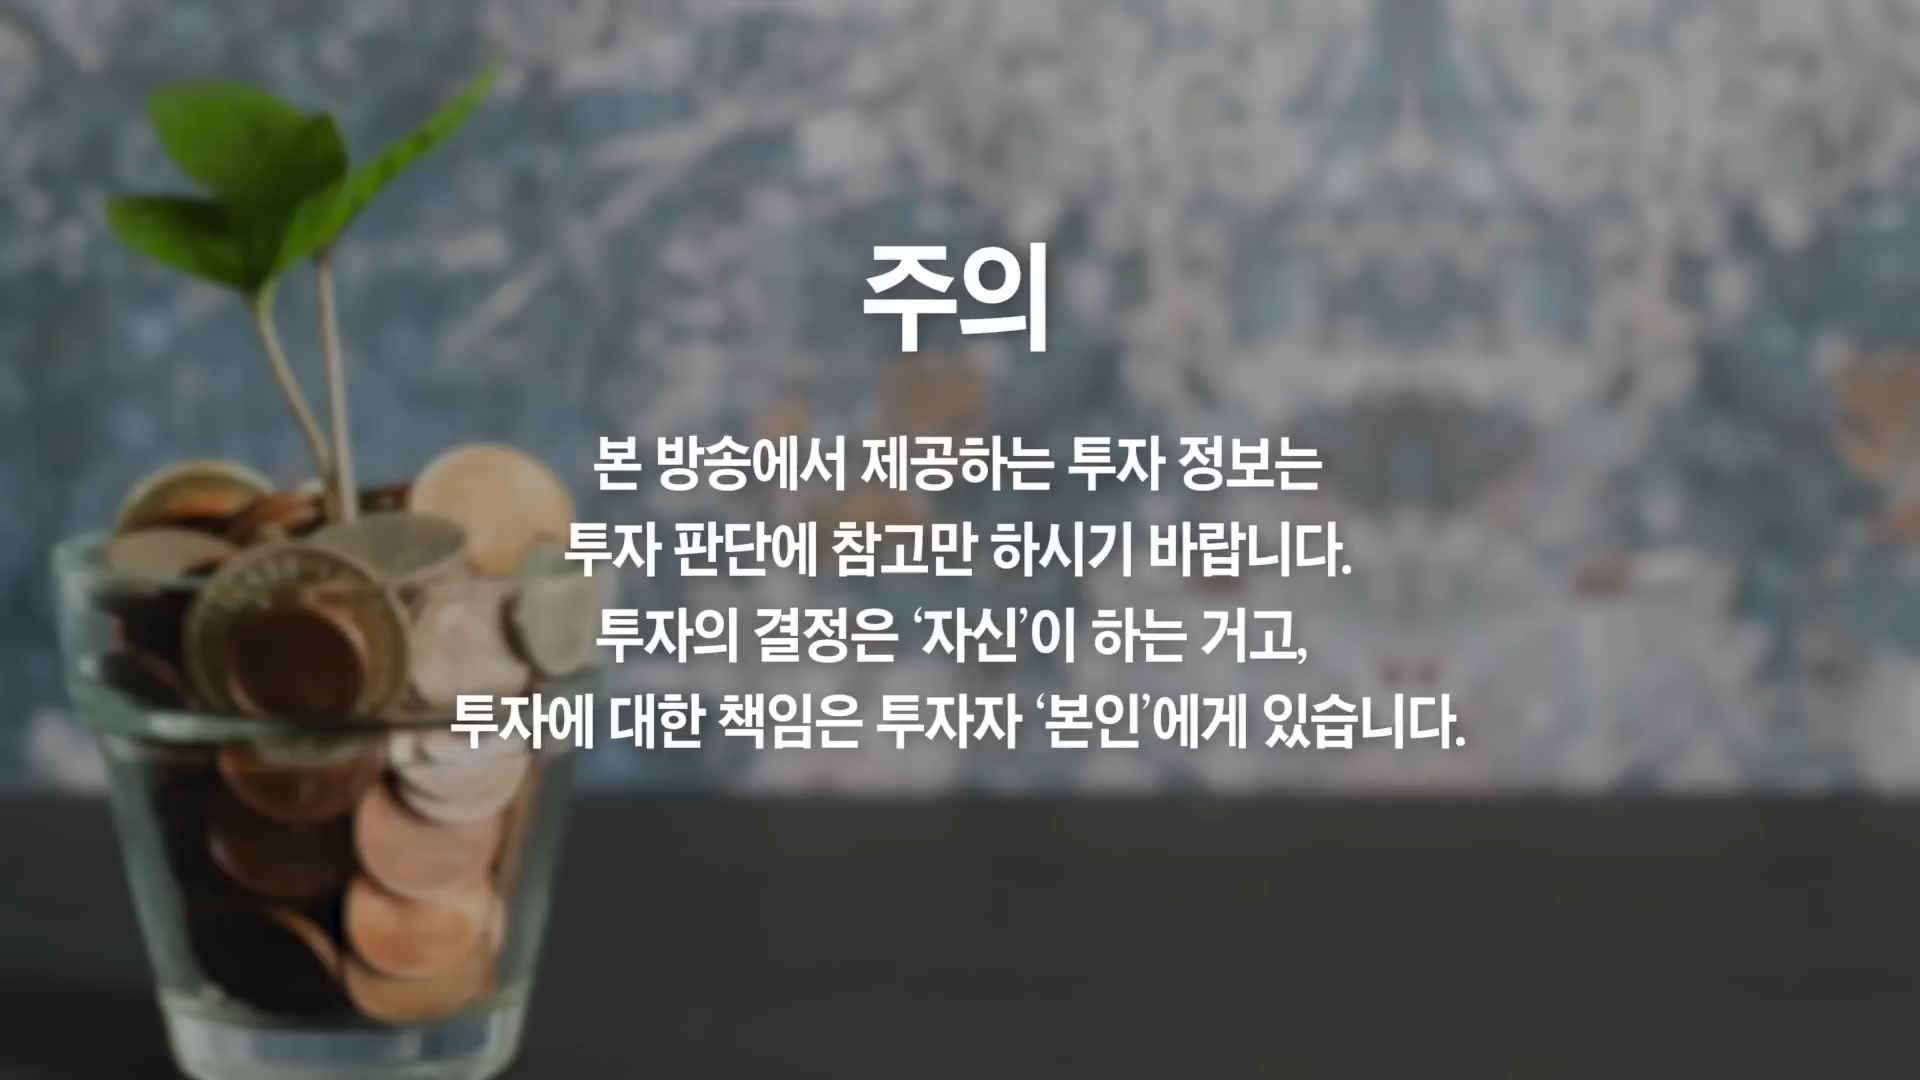 주의
본 방송에서 제공하는 투자 정보는
투자 판단에 참고만 하시기 바랍니다.
투자의 결정은 ‘자신’이 하는 거고,
투자에 대한 책임은 투자자 ‘본인’에게 있습니다.